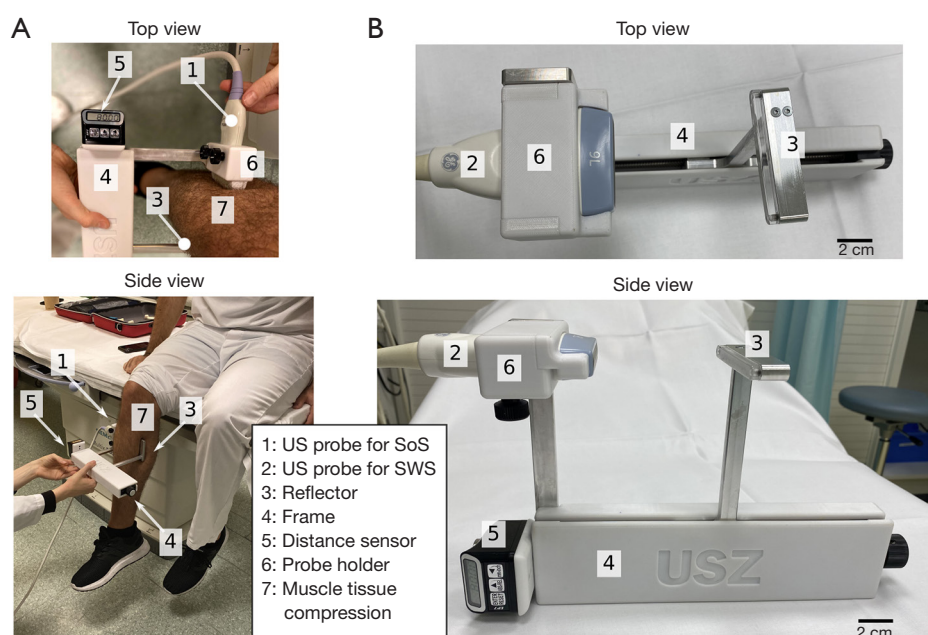 A
B
Top view
Top view
5
1
8000
4
6
3
7
2
6
9L
4
3
USZ
2 cm
Side view
Side view
1
5
7
3
4
2
6
3
5
4
USZ
2 cm
1: US probe for SoS
2: US probe for SWS
3: Reflector
4: Frame
5: Distance sensor
6: Probe holder
7: Muscle tissue
compression